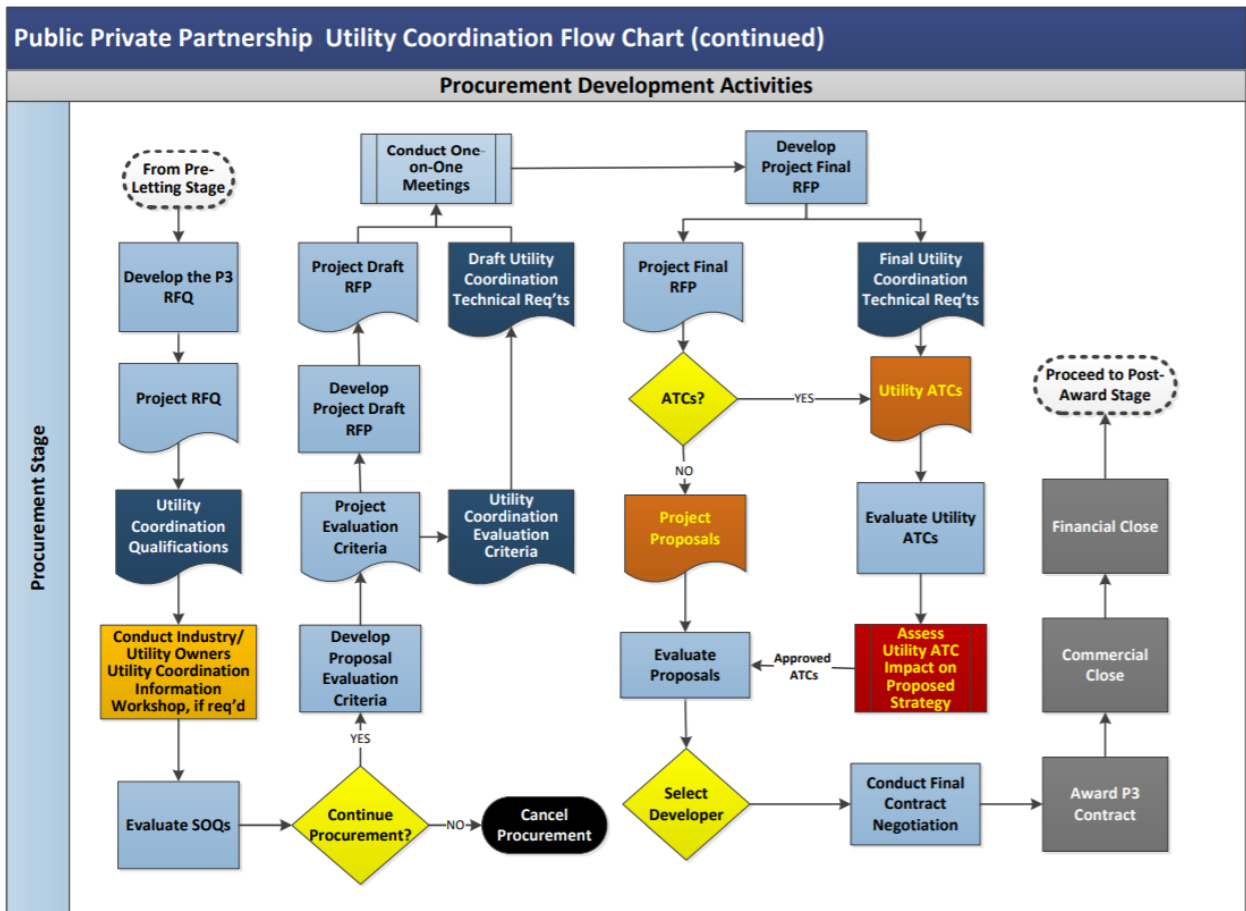 Public Private Partnership Utility Coordination Flow Chart (continued)
Procurement Development Activities
Procurement Stage
From Pre-
Letting Stage
Develop the P3
RFQ
Project RFQ
Utility
Coordination
Qualifications
Conduct Industry/
Utility Owners
Utility Coordination
Information
Workshop, if req'd
Evaluate SOQs
Continue
Procurement?
NO
Cancel
Procurement
YES
Develop
Proposal
Evaluation
Criteria
Project
Evaluation
Criteria
Utility
Coordination
Evaluation
Criteria
Develop
Project Draft
RFP
Project Draft
RFP
Draft Utility
Coordination
Technical Req'ts
Conduct One-
on-One
Meetings
Develop
Project Final
RFP
Project Final
RFP
Final Utility
Coordination
Technical Req'ts
ATCs?
YES
Utility ATCs
NO
Project
Proposals
Evaluate Utility
ATCs
Assess
Utility ATC
Impact on
Proposed
Strategy
Approved
ATCs
Evaluate
Proposals
Select
Developer
Conduct Final
Contract
Negotiation
Award P3
Contract
Commercial
Close
Financial Close
Proceed to Post-
Award Stage